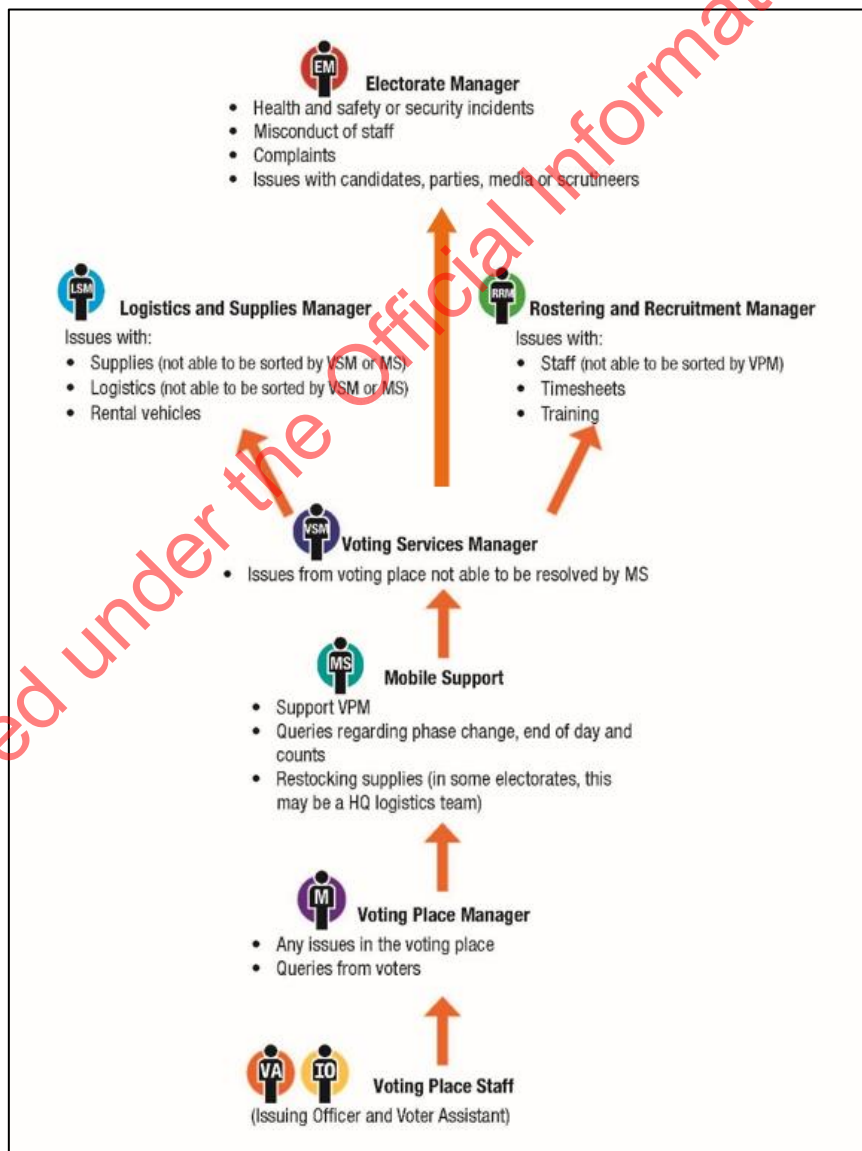 EM
Electorate Manager
• Health and safety or security incidents
• Misconduct of staff
• Complaints
• Issues with candidates, parties, media or scrutineers
LSM
Logistics and Supplies Manager
Issues with:
• Supplies (not able to be sorted by VSM or MS)
• Logistics (not able to be sorted by VSM or MS)
• Rental vehicles
RRM
Rostering and Recruitment Manager
Issues with:
• Staff (not able to be sorted by VPM)
• Timesheets
• Training
VSM
Voting Services Manager
• Issues from voting place not able to be resolved by MS
MS
Mobile Support
• Support VPM
• Queries regarding phase change, end of day and
counts
• Restocking supplies (in some electorates, this
may be a HQ logistics team)
M
Voting Place Manager
• Any issues in the voting place
• Queries from voters
VA IO
Voting Place Staff
(Issuing Officer and Voter Assistant)
ed under the Official Informat